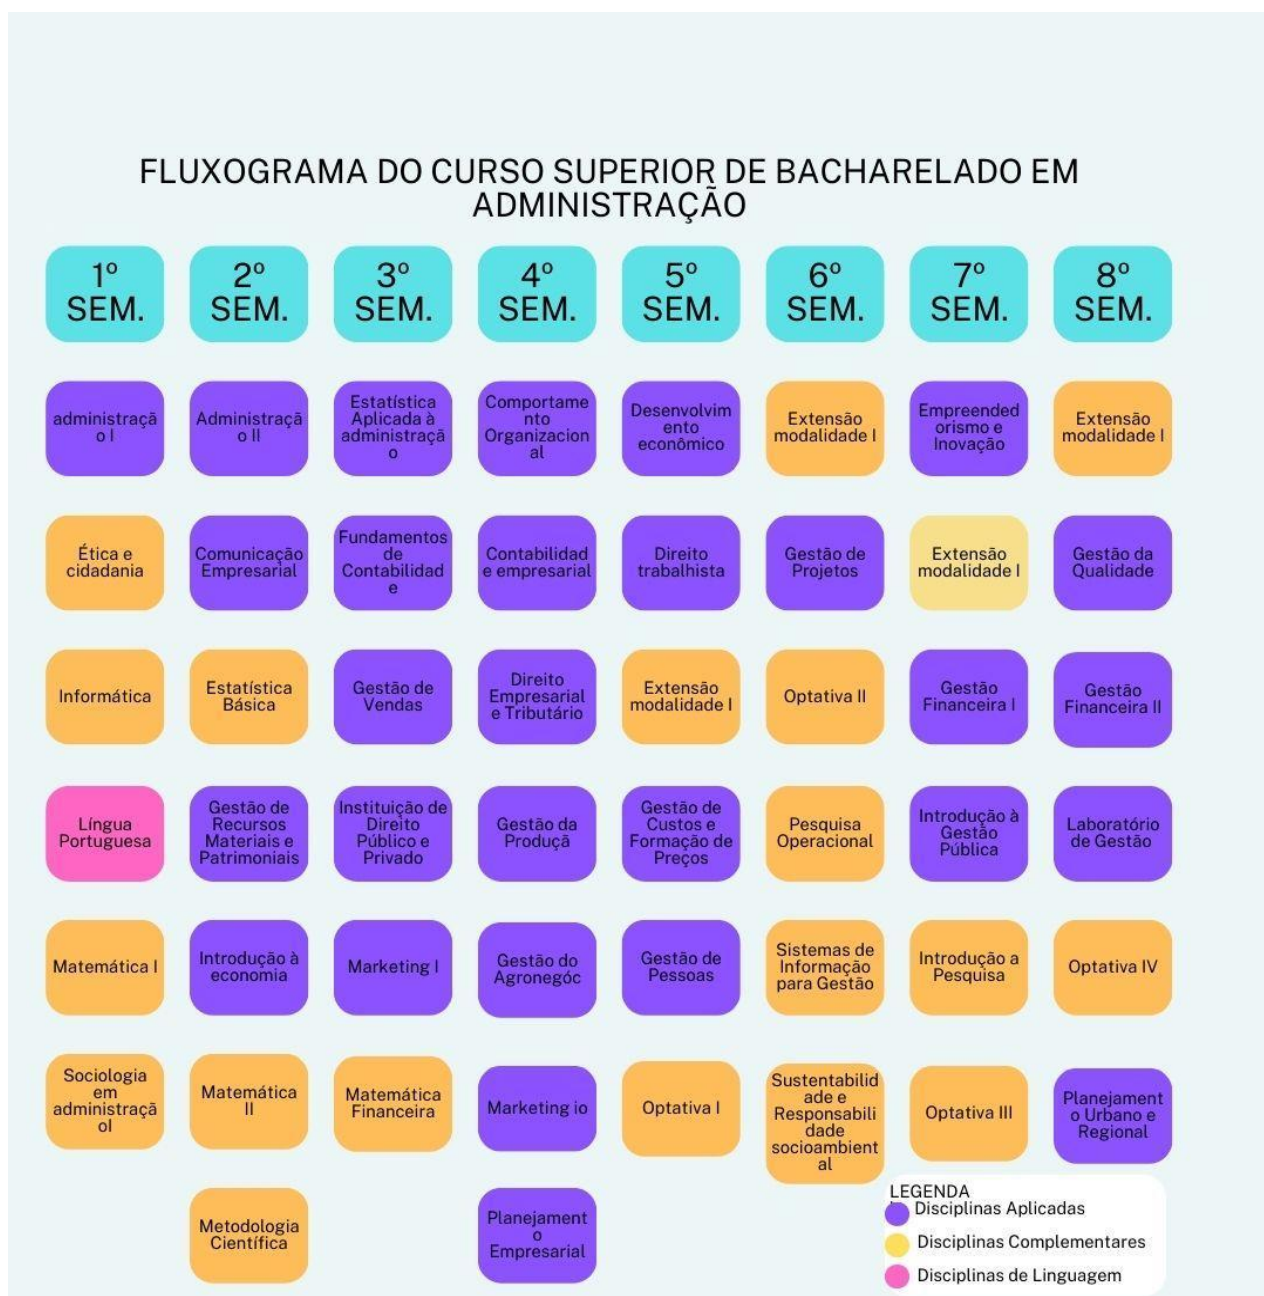 FLUXOGRAMA DO CURSO SUPERIOR DE BACHARELADO EM
ADMINISTRAÇÃO
1º
SEM.
2º
SEM.
3º
SEM.
4º
SEM.
5º
SEM.
6º
SEM.
7º
SEM.
8º
SEM.
administraçã
o I
Administraçã
o II
Estatística
Aplicada à
administraçã
o
Comportame
nto
Organizacion
al
Desenvolvim
ento
econômico
Extensão
modalidade I
Empreended
orismo e
Inovação
Extensão
modalidade I
Ética e
cidadania
Comunicação
Empresarial
Fundamentos
de
Contabilidad
e
Contabilidad
e empresarial
Direito
trabalhista
Gestão de
Projetos
Extensão
modalidade I
Gestão da
Qualidade
Informática
Estatística
Básica
Gestão de
Vendas
Direito
Empresarial
e Tributário
Extensão
modalidade I
Optativa II
Gestão
Financeira I
Gestão
Financeira II
Língua
Portuguesa
Gestão de
Recursos
Materiais e
Patrimoniais
Instituição de
Direito
Público e
Privado
Gestão da
Produçã
Gestão de
Custos e
Formação de
Preços
Pesquisa
Operacional
Introdução à
Gestão
Pública
Laboratório
de Gestão
Matemática I
Introdução à
economia
Marketing I
Gestão do
Agronegóc
Gestão de
Pessoas
Sistemas de
Informação
para Gestão
Introdução a
Pesquisa
Optativa IV
Sociologia
em
administraçã
oI
Matemática
II
Matemática
Financeira
Marketing io
Optativa I
Sustentabilid
ade e
Responsabili
dade
socioambient
al
Optativa III
Planejament
o Urbano e
Regional
Metodologia
Científica
Planejament
o
Empresarial
LEGENDA
Disciplinas Aplicadas
Disciplinas Complementares
Disciplinas de Linguagem